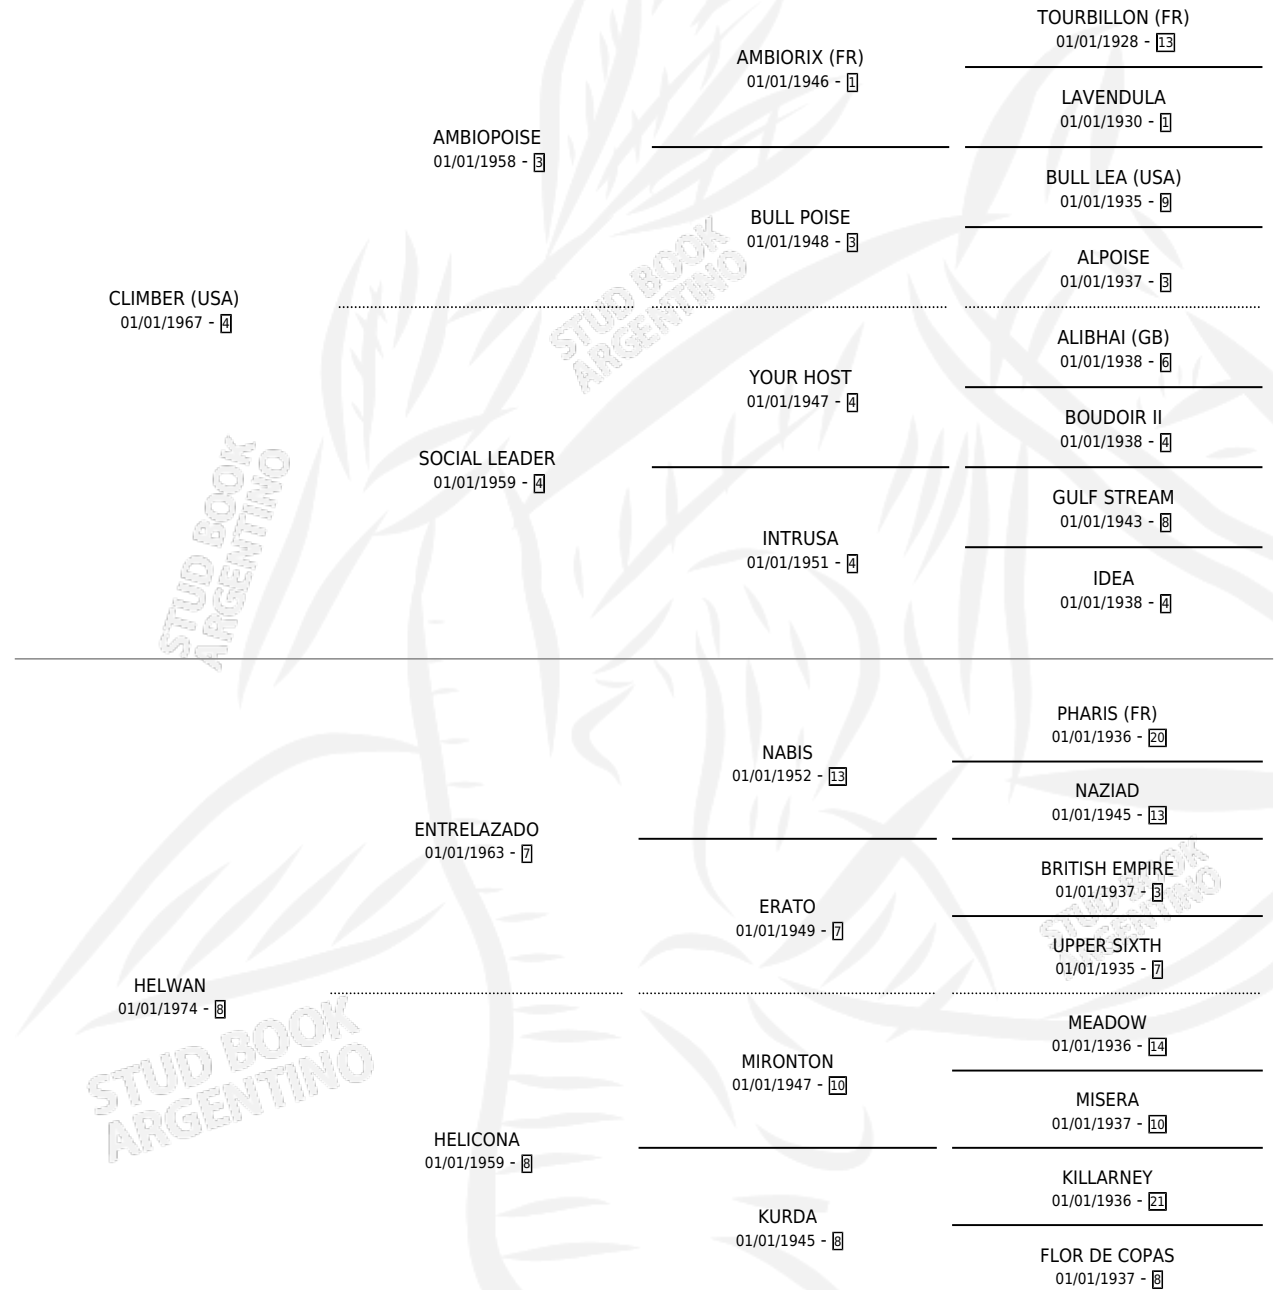 TOURBILLON (FR)
01/01/1928 - 13
AMBIORIX (FR)
01/01/1946 - 1
LAVENDULA
01/01/1930 - 1
AMBIOPOISE
01/01/1958 - 3
BULL LEA (USA)
01/01/1935 - 9
BULL POISE
01/01/1948 - 3
ALPOISE
01/01/1937 - 3
CLIMBER (USA)
01/01/1967 - 4
STUD BOOK
ARGENTINO
ALIBHAI (GB)
01/01/1938 - 6
YOUR HOST
01/01/1947 - 4
BOUDOIR II
01/01/1938 - 4
SOCIAL LEADER
01/01/1959 - 4
GULF STREAM
01/01/1943 - 8
INTRUSA
01/01/1951 - 4
IDEA
01/01/1938 - 4
STUD BOOK
ARGENTINO
PHARIS (FR)
01/01/1936 - 20
NABIS
01/01/1952 - 13
NAZIAD
01/01/1945 - 13
ENTRELAZADO
01/01/1963 - 7
BRITISH EMPIRE
01/01/1937 - 3
ERATO
01/01/1949 - 7
UPPER SIXTH
01/01/1935 - 7
STUD BOOK
ARGENTINO
HELWAN
01/01/1974 - 8
MEADOW
01/01/1936 - 14
MIRONTON
01/01/1947 - 10
MISERA
01/01/1937 - 10
STUD BOOK
ARGENTINO
HELICONA
01/01/1959 - 8
KILLARNEY
01/01/1936 - 21
KURDA
01/01/1945 - 8
FLOR DE COPAS
01/01/1937 - 8